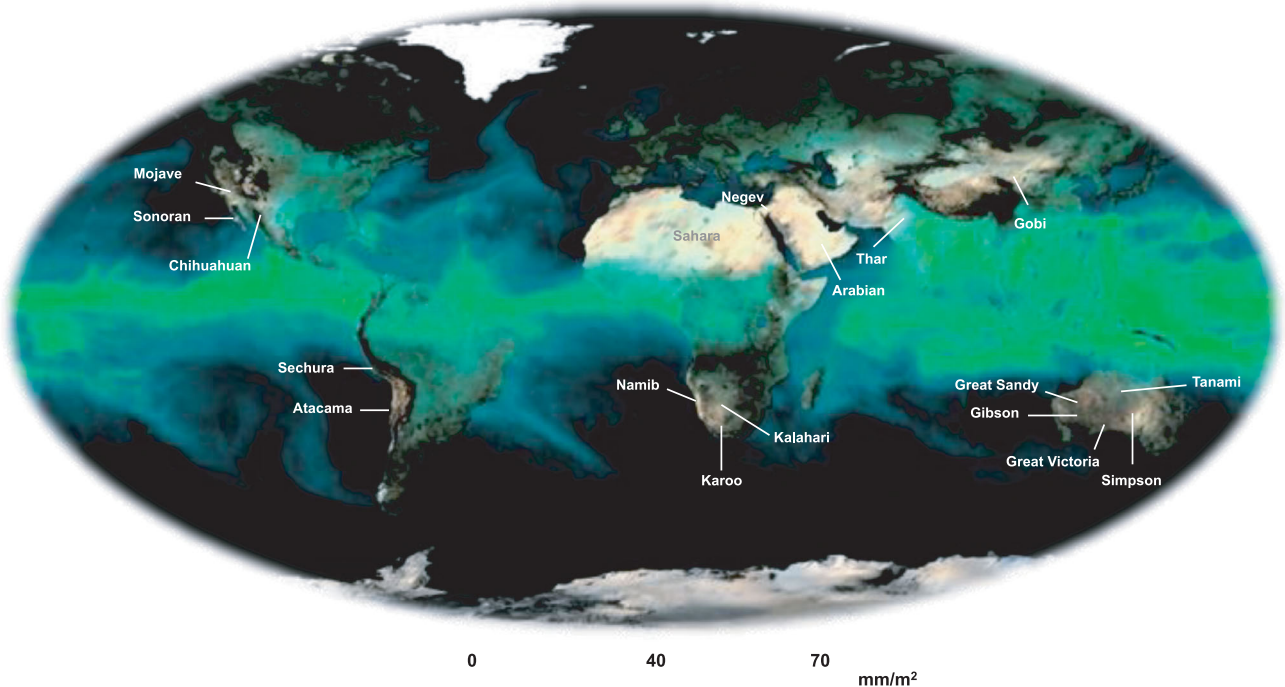 Mojave
Negev
Sonoran
Gobi
Sahara
Thar
Chihuahuan
Arabian
Sechura
Namib
Great Sandy
Tanami
Atacama
Gibson
Kalahari
Great Victoria
Karoo
Simpson
0 40 70
mm/m²